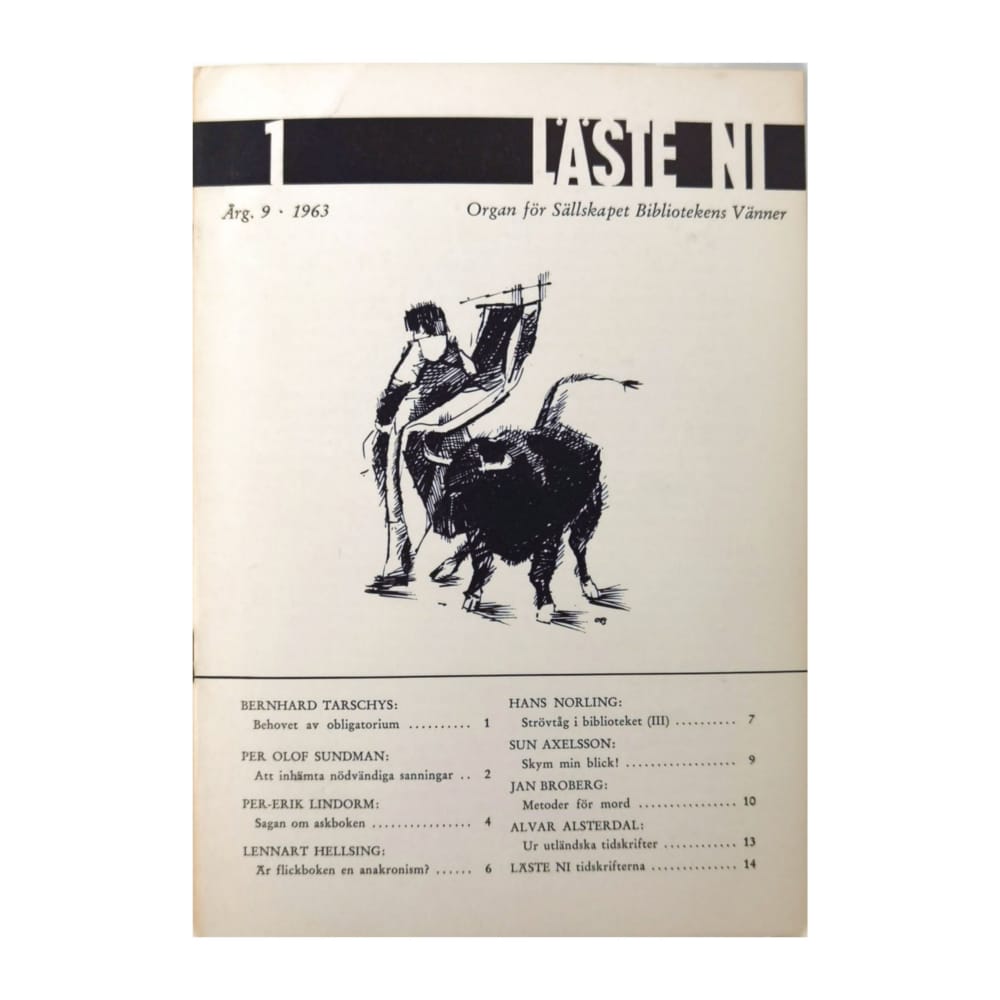 1 LÄSTE NI
Årg. 9 · 1963 Organ för Sällskapet Bibliotekens Vänner
BERNHARD TARSCHYS:
Behovet av obligatorium .......... 1
PER OLOF SUNDMAN:
Att inhämta nödvändiga sanningar .. 2
PER-ERIK LINDORM:
Sagan om askboken ................ 4
LENNART HELLSING:
Är flickboken en anakronism? ...... 6
HANS NORLING:
Strövtåg i biblioteket (III) .......... 7
SUN AXELSSON:
Skym min blick! .................. 9
JAN BROBERG:
Metoder för mord ................ 10
ALVAR ALSTERDAL:
Ur utländska tidskrifter ............ 13
LÄSTE NI tidskrifterna .............. 14